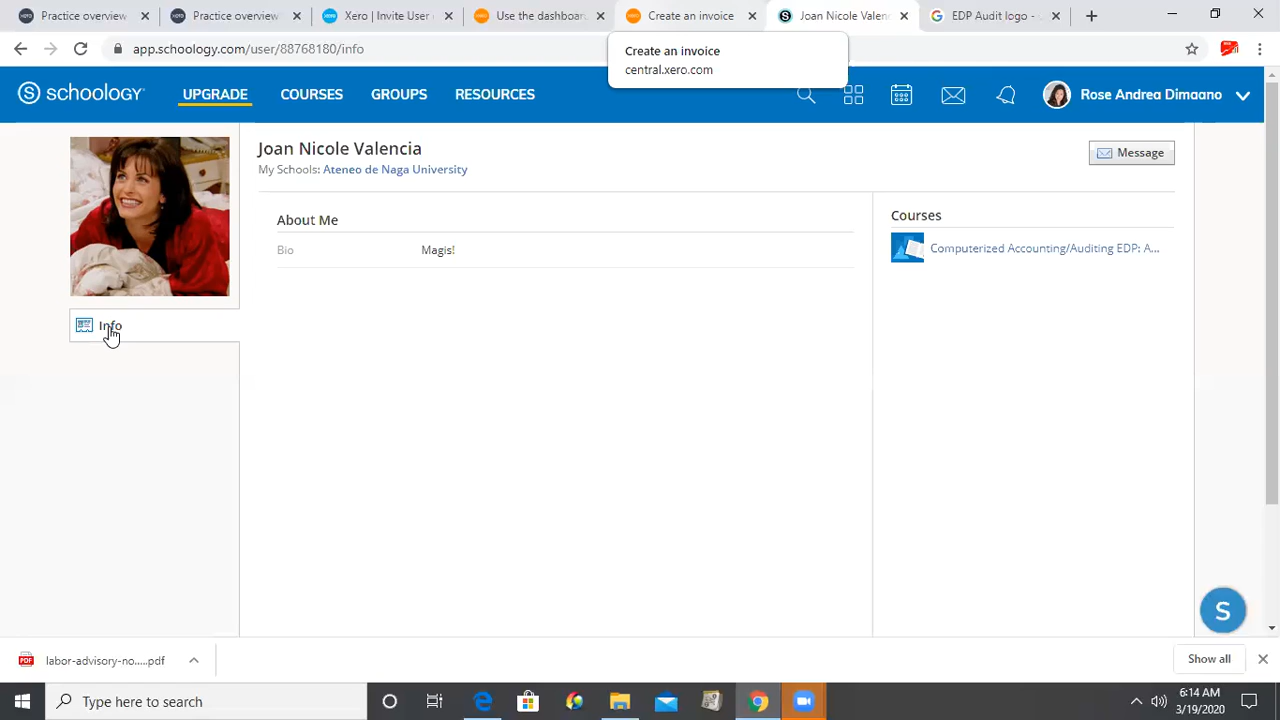 Practice overview
Practice overview
Xero | Invite User
Use the dashboar
Create an invoice
Joan Nicole Valenc
EDP Audit logo. - G
app.schoology.com/user/88768180/info
Create an invoice
central.xero.com
S schoology
UPGRADE
COURSES
GROUPS
RESOURCES
Rose Andrea Dimaano
Joan Nicole Valencia
My Schools: Ateneo de Naga University
Message
About Me
Bio
Magis!
Courses
Computerized Accounting/Auditing EDP: A...
Info
S
labor-advisory-no.....pdf
Show all
Type here to search
6:14 AM
3/19/2020